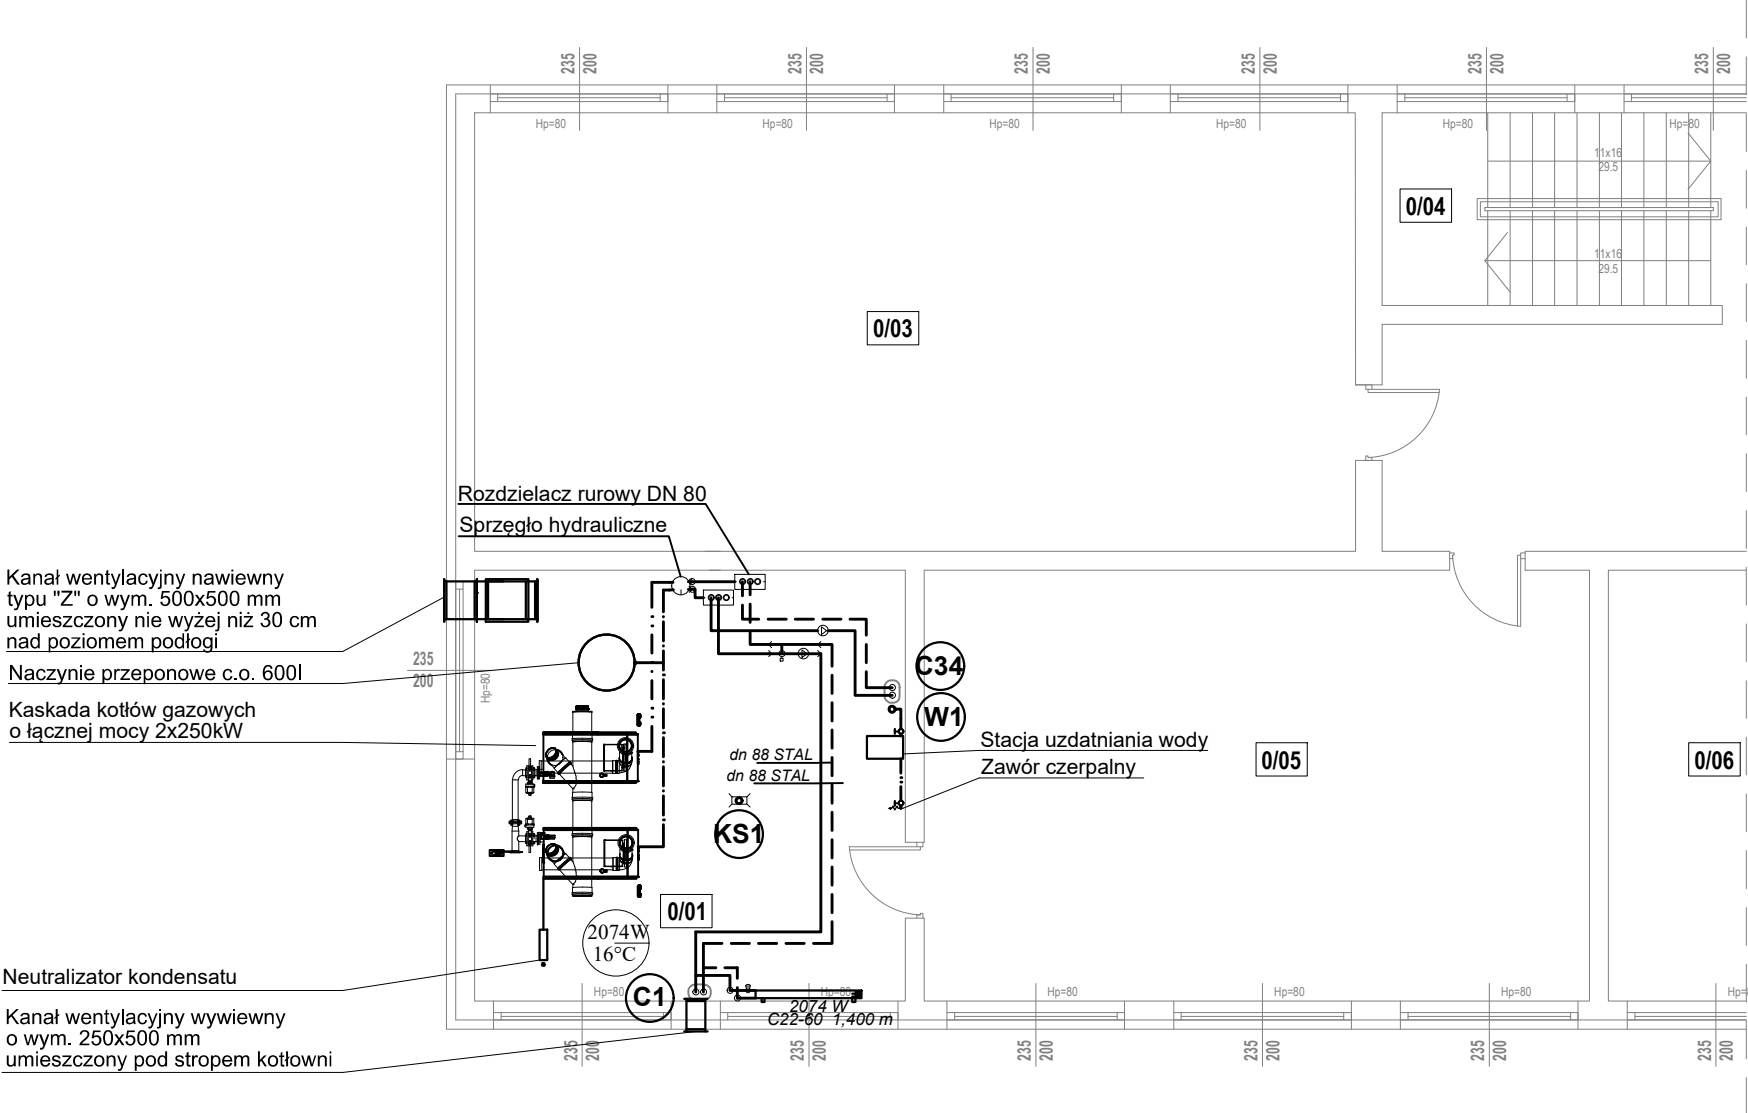 235 200
235 200
235 200
235 200
235 200
235 200
Hp=80
Hp=80
Hp=80
Hp=80
Hp=80
Hp=80
11x16
29.5
0/04
11x16
29.5
0/03
Rozdzielacz rurowy DN 80
Sprzęgło hydrauliczne
Kanał wentylacyjny nawiewny
typu "Z" o wym. 500x500 mm
umieszczony nie wyżej niż 30 cm
nad poziomem podłogi
Naczynie przeponowe c.o. 600l
235
200
Hp=80
Kaskada kotłów gazowych
o łącznej mocy 2x250kW
C34
W1
Stacja uzdatniania wody
Zawór czerpalny
dn 88 STAL
dn 88 STAL
0/05
0/06
KS1
0/01
2074W
16°C
Neutralizator kondensatu
C1
Hp=80
Hp=80
Hp=80
Hp=80
Hp=80
Hp=
2074 W
C22-60 1,400 m
Kanał wentylacyjny wywiewny
o wym. 250x500 mm
umieszczony pod stropem kotłowni
235 200
235 200
235 200
235 200
235 200
235 200